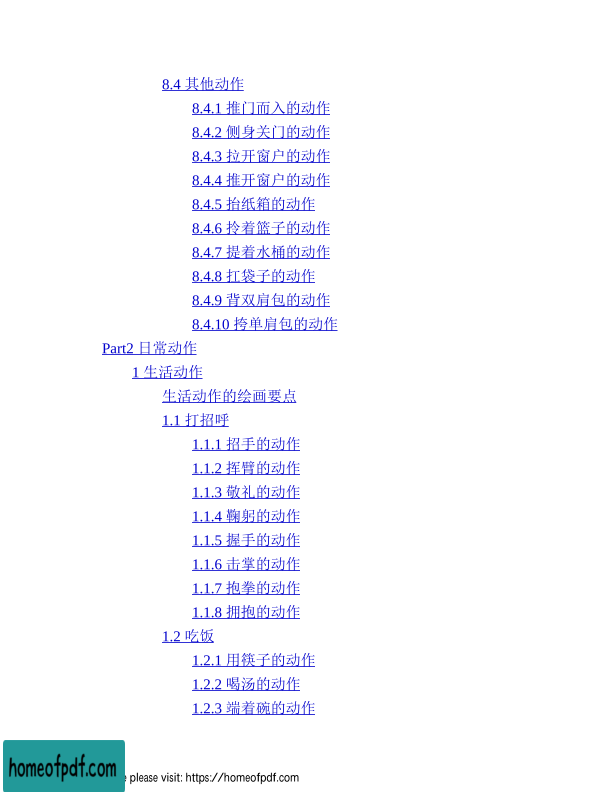 8.4 其他动作
8.4.1 推门而入的动作
8.4.2 侧身关门的动作
8.4.3 拉开窗户的动作
8.4.4 推开窗户的动作
8.4.5 抬纸箱的动作
8.4.6 拎着篮子的动作
8.4.7 提着水桶的动作
8.4.8 扛袋子的动作
8.4.9 背双肩包的动作
8.4.10 挎单肩包的动作
Part2 日常动作
1 生活动作
生活动作的绘画要点
1.1 打招呼
1.1.1 招手的动作
1.1.2 挥臂的动作
1.1.3 敬礼的动作
1.1.4 鞠躬的动作
1.1.5 握手的动作
1.1.6 击掌的动作
1.1.7 抱拳的动作
1.1.8 拥抱的动作
1.2 吃饭
1.2.1 用筷子的动作
1.2.2 喝汤的动作
1.2.3 端着碗的动作
homeofpdf.com
please visit: https://homeofpdf.com